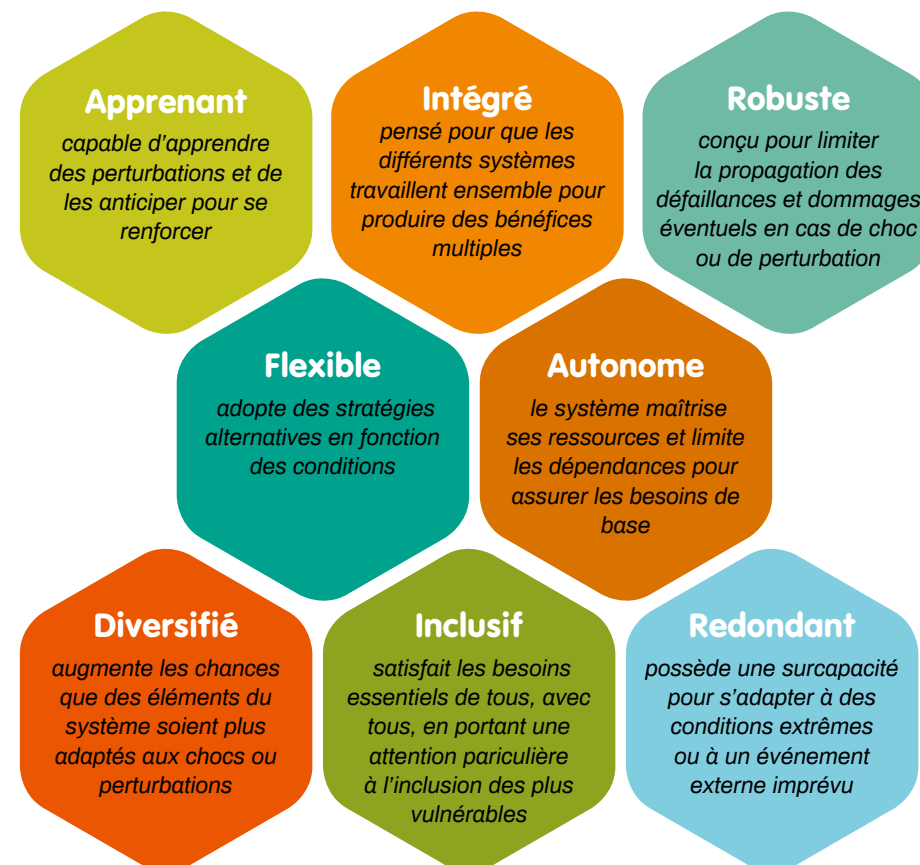 Apprenant
capable d'apprendre
des perturbations et de
les anticiper pour se
renforcer
Intégré
pensé pour que les
différents systèmes
travaillent ensemble pour
produire des bénéfices
multiples
Robuste
conçu pour limiter
la propagation des
défaillances et dommages
éventuels en cas de choc
ou de perturbation
Flexible
adopte des stratégies
alternatives en fonction
des conditions
Autonome
le système maîtrise
ses ressources et limite
les dépendances pour
assurer les besoins de
base
Diversifié
augmente les chances
que des éléments du
système soient plus
adaptés aux chocs ou
perturbations
Inclusif
satisfait les besoins
essentiels de tous, avec
tous, en portant une
attention pariculière
à l'inclusion des plus
vulnérables
Redondant
possède une surcapacité
pour s'adapter à des
conditions extrêmes
ou à un événement
externe imprévu